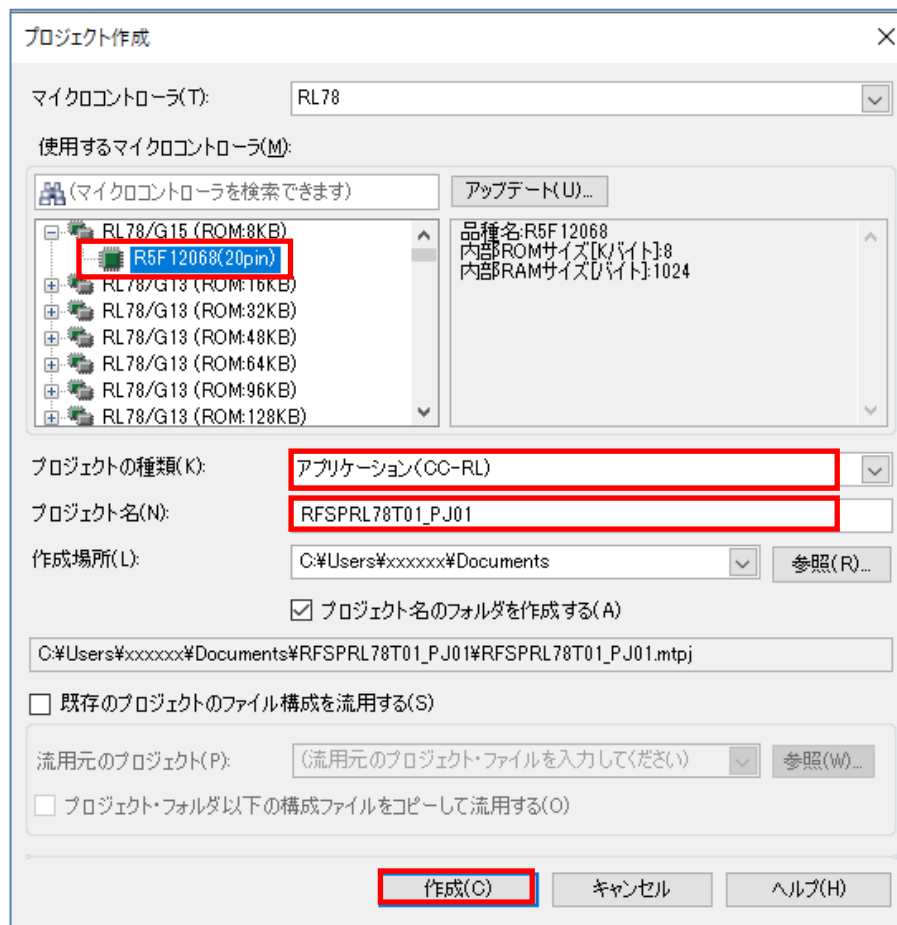 プロジェクト作成
マイクロコントローラ(T):
RL78
使用するマイクロコントローラ(M):
(マイクロコントローラを検索できます)
アップデート(U)...
RL78/G15 (ROM:8KB)
R5F12068(20pin)
RL78/G13 (ROM:16KB)
RL78/G13 (ROM:32KB)
RL78/G13 (ROM:48KB)
RL78/G13 (ROM:64KB)
RL78/G13 (ROM:96KB)
RL78/G13 (ROM:128KB)
品種名:R5F12068
内部ROMサイズ[Kバイト]:8
内部RAMサイズ[バイト]:1024
プロジェクトの種類(K):
アプリケーション(CC-RL)
プロジェクト名(N):
RFSPRL78T01_PJ01
作成場所(L):
C:¥Users¥xxxxxx¥Documents
参照(R)...
プロジェクト名のフォルダを作成する(A)
C:¥Users¥xxxxxx¥Documents¥RFSPRL78T01_PJ01¥RFSPRL78T01_PJ01.mtpj
既存のプロジェクトのファイル構成を流用する(S)
流用元のプロジェクト(P):
(流用元のプロジェクト・ファイルを入力してください)
参照(W)...
プロジェクト・フォルダ以下の構成ファイルをコピーして流用する(O)
作成(C)
キャンセル
ヘルプ(H)